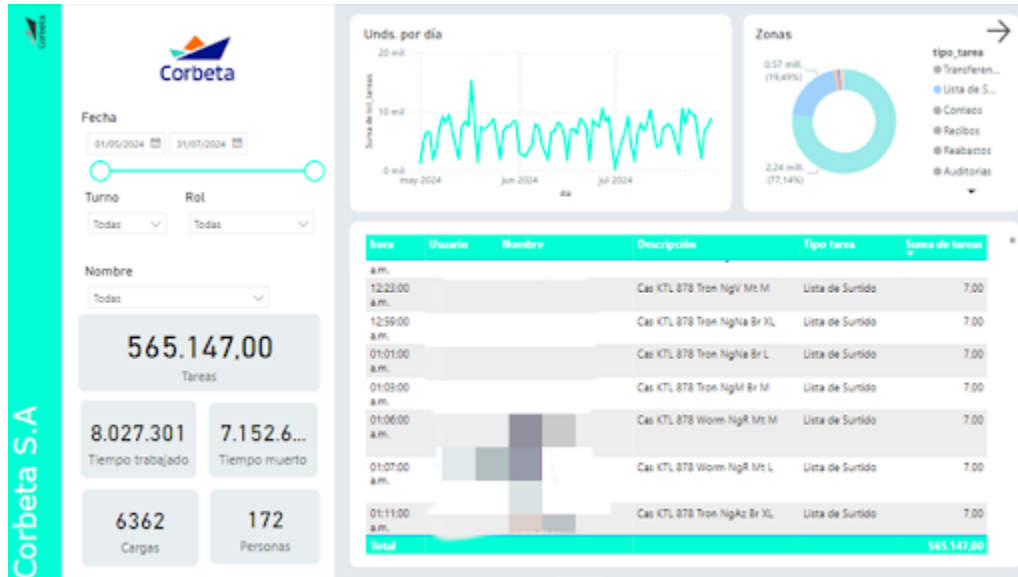 Corbeta
Corbeta S.A
Corbeta
Fecha
01/05/2024 31/07/2024
Turno Rol
Todas Todas
Nombre
Todas
565.147,00
Tareas
8.027.301 7.152.6...
Tiempo trabajado Tiempo muerto
6362 172
Cargas Personas
Unds. por día
20 mil
10 mil
0 mil
may 2024 jun 2024 jul 2024
día
Zonas
0,57 mill.
(19,49%)
2,24 mill.
(77,14%)
tipo_tarea
Transferen...
Lista de S...
Conteos
Recibos
Reabastos
Auditorias
hora Usuario Nombre Descripción Tipo tarea Suma de tareas
a.m.
12:23:00 Cas KTL 878 Tron NgV Mt M Lista de Surtido 7,00
a.m.
12:59:00 Cas KTL 878 Tron NgNa Br XL Lista de Surtido 7,00
a.m.
01:01:00 Cas KTL 878 Tron NgNa Br L Lista de Surtido 7,00
a.m.
01:03:00 Cas KTL 878 Tron NgM Br M Lista de Surtido 7,00
a.m.
01:06:00 Cas KTL 878 Worm NgR Mt M Lista de Surtido 7,00
a.m.
01:07:00 Cas KTL 878 Worm NgR Mt L Lista de Surtido 7,00
a.m.
01:11:00 Cas KTL 878 Tron NgAz Br XL Lista de Surtido 7,00
a.m.
Total 565.147,00